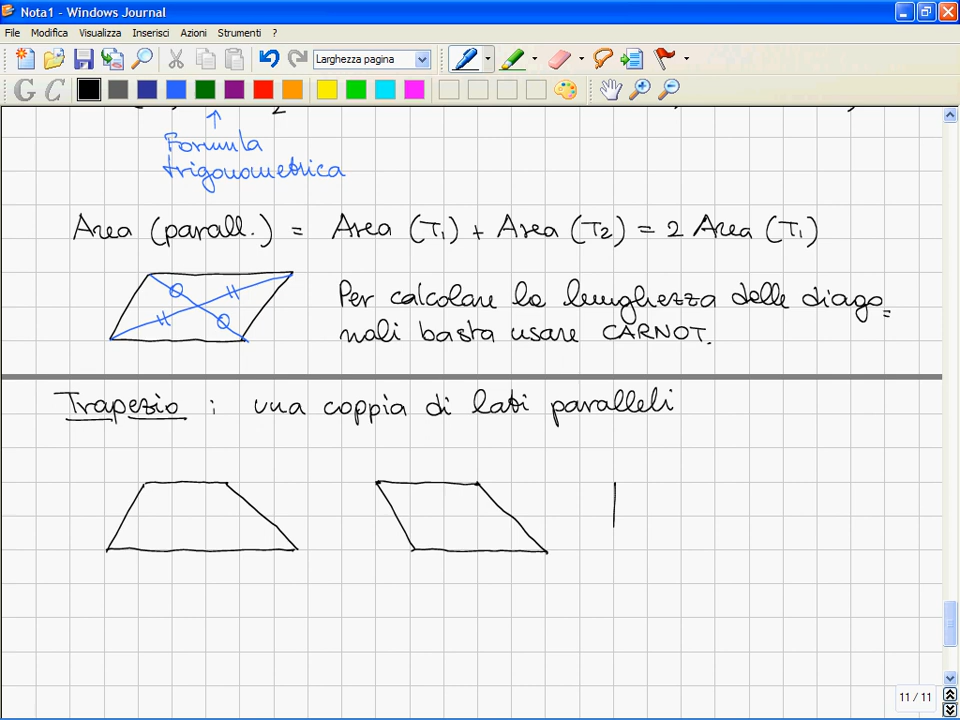 Nota1 - Windows Journal
File Modifica Visualizza Inserisci Azioni Strumenti ?
Larghezza pagina
G C
2
↑
Formula
trigonometrica
Area (parall.) = Area (T1) + Area (T2) = 2 Area (T1)
Per calcolare la lunghezza delle diago=
nali basta usare CARNOT.
Trapezio : una coppia di lati paralleli
11 / 11